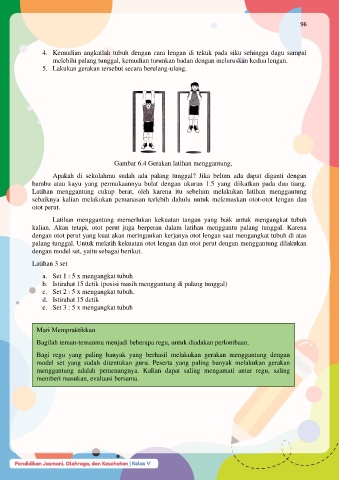 96
4. Kemudian angkatlah tubuh dengan cara lengan di tekuk pada siku sehingga dagu sampai
melebihi palang tunggal, kemudian turunkan badan dengan meluruskan kedua lengan.
5. Lakukan gerakan tersebut secara berulang-ulang.
Gambar 6.4 Gerakan latihan menggantung,
Apakah di sekolahmu sudah ada palang tunggal? Jika belum ada dapat diganti dengan
bambu atau kayu yang permukaannya bulat dengan ukuran 1.5 yang diikatkan pada dua tiang.
Latihan menggantung cukup berat, oleh karena itu sebelum melakukan latihan menggantung
sebaiknya kalian melakukan pemanasan terlebih dahulu untuk melemaskan otot-otot lengan dan
otot perut.
Latihan menggantung memerlukan kekuatan tangan yang baik untuk mengangkat tubuh
kalian. Akan tetapi, otot perut juga berperan dalam latihan menggantu palang tunggal. Karena
dengan otot perut yang kuat akan meringankan kerjanya otot lengan saat mengangkat tubuh di atas
palang tunggal. Untuk melatih kekuatan otot lengan dan otot perut dengan menggantung dilakukan
dengan model set, yaitu sebagai berikut.
Latihan 3 set
a. Set 1 : 5 x mengangkat tubuh
b. Istirahat 15 detik (posisi masih menggantung di palang tunggal)
c. Set 2 : 5 x mengangkat tubuh.
d. Istirahat 15 detik
e. Set 3 : 5 x mengangkat tubuh
Mari Mempraktikkan
Bagilah teman-temanmu menjadi beberapa regu, untuk diadakan perlombaan.
Bagi regu yang paling banyak yang berhasil melakukan gerakan menggantung dengan
model set yang sudah ditentukan guru. Peserta yang paling banyak melakukan gerakan
menggantung adalah pemenangnya. Kalian dapat saling mengamati antar regu, saling
memberi masukan, evaluasi bersama.
Pendidikan Jasmani, Olahraga, dan Kesehatan | Kelas V